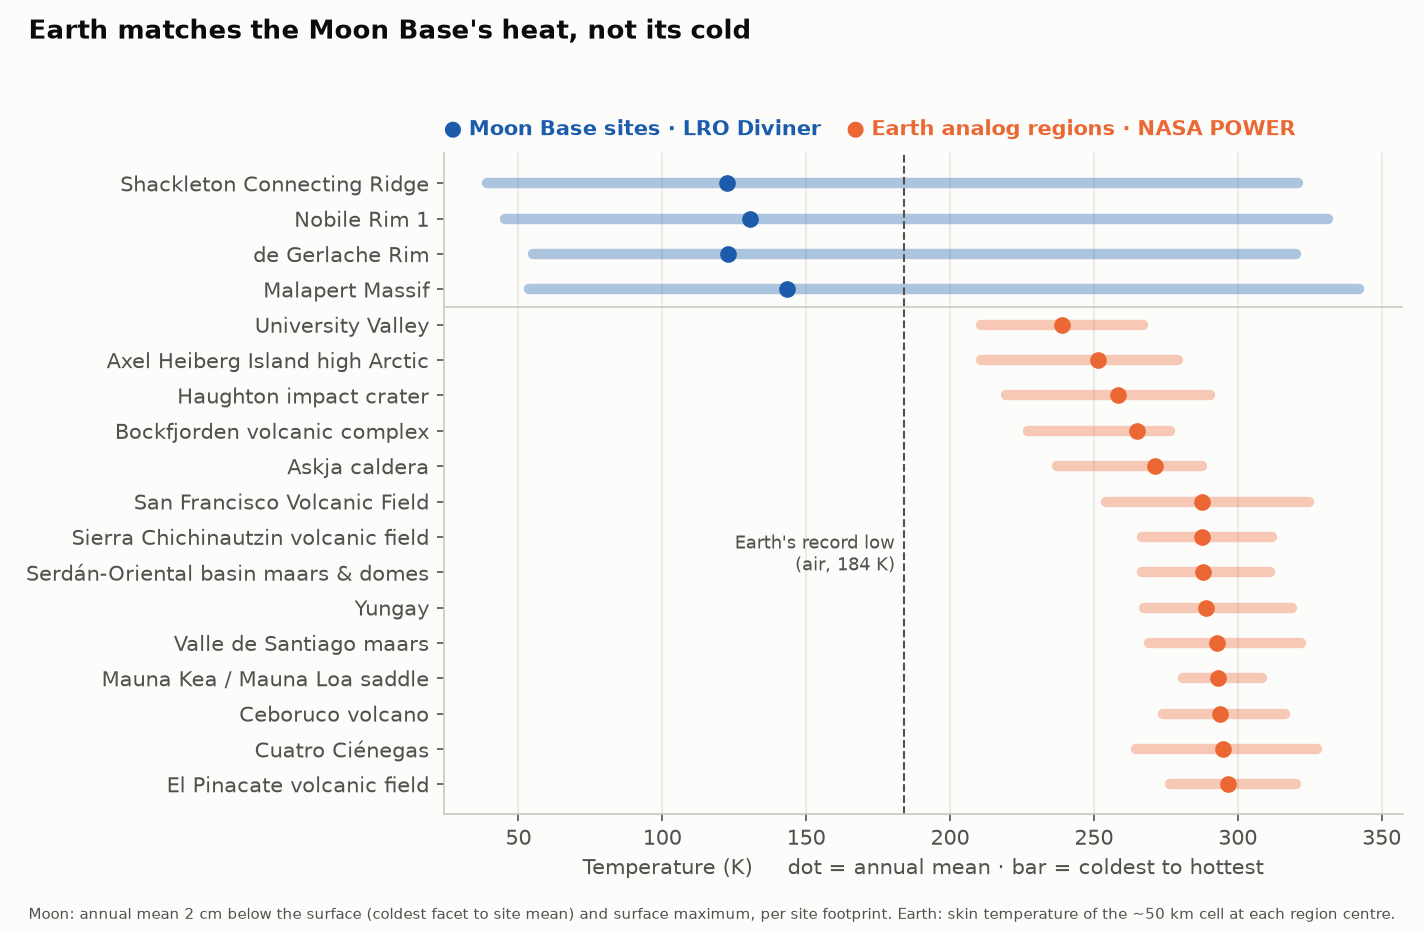 Earth matches the Moon Base's heat, not its cold
Moon Base sites · LRO Diviner
Earth analog regions · NASA POWER
Shackleton Connecting Ridge
Nobile Rim 1
de Gerlache Rim
Malapert Massif
University Valley
Axel Heiberg Island high Arctic
Haughton impact crater
Bockfjorden volcanic complex
Askja caldera
San Francisco Volcanic Field
Sierra Chichinautzin volcanic field
Serdán-Oriental basin maars & domes
Yungay
Valle de Santiago maars
Mauna Kea / Mauna Loa saddle
Ceboruco volcano
Cuatro Ciénegas
El Pinacate volcanic field
Earth's record low
(air, 184 K)
50 100 150 200 250 300 350
Temperature (K) dot = annual mean · bar = coldest to hottest
Moon: annual mean 2 cm below the surface (coldest facet to site mean) and surface maximum, per site footprint. Earth: skin temperature of the ~50 km cell at each region centre.